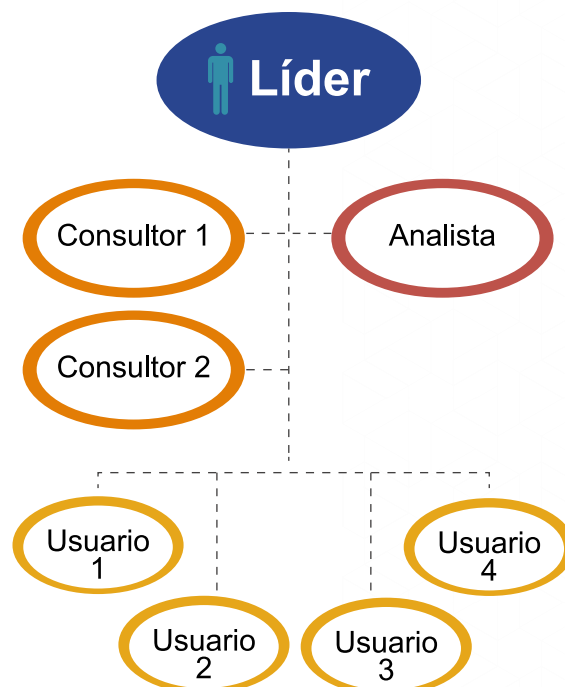 Líder
Consultor 1
Analista
Consultor 2
Usuario
1
Usuario
2
Usuario
3
Usuario
4